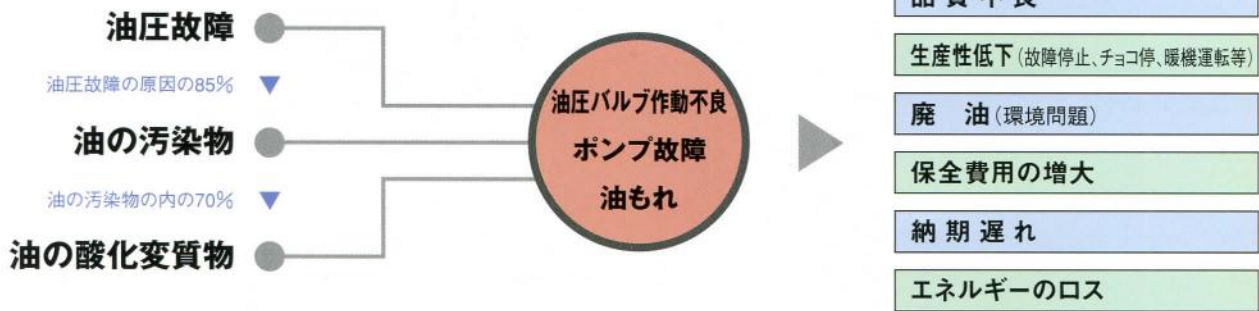 油圧故障
油圧故障の原因の85% ▼
油の汚染物
油の汚染物の内の70% ▼
油の酸化変質物
油圧バルブ作動不良
ポンプ故障
油もれ
品質不良
生産性低下(故障停止、チョコ停、暖機運転等)
廃 油(環境問題)
保全費用の増大
納期遅れ
エネルギーのロス